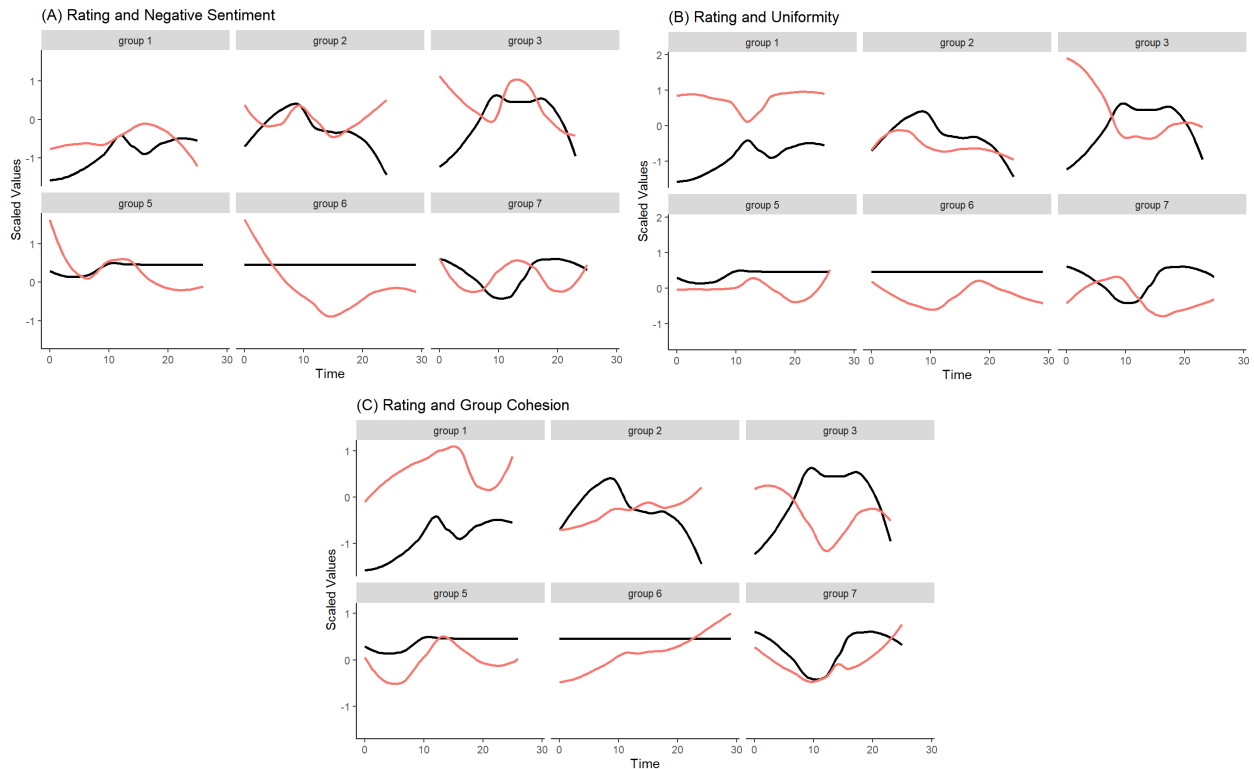 (A) Rating and Negative Sentiment
group 1 group 2 group 3
1
0
-1
group 5 group 6 group 7
1
0
-1
0 10 20 30 0 10 20 30 0 10 20 30
Time
Scaled Values
(B) Rating and Uniformity
group 1 group 2 group 3
2
1
0
-1
group 5 group 6 group 7
2
1
0
-1
0 10 20 30 0 10 20 30 0 10 20 30
Time
Scaled Values
(C) Rating and Group Cohesion
group 1 group 2 group 3
1
0
-1
group 5 group 6 group 7
1
0
-1
0 10 20 30 0 10 20 30 0 10 20 30
Time
Scaled Values